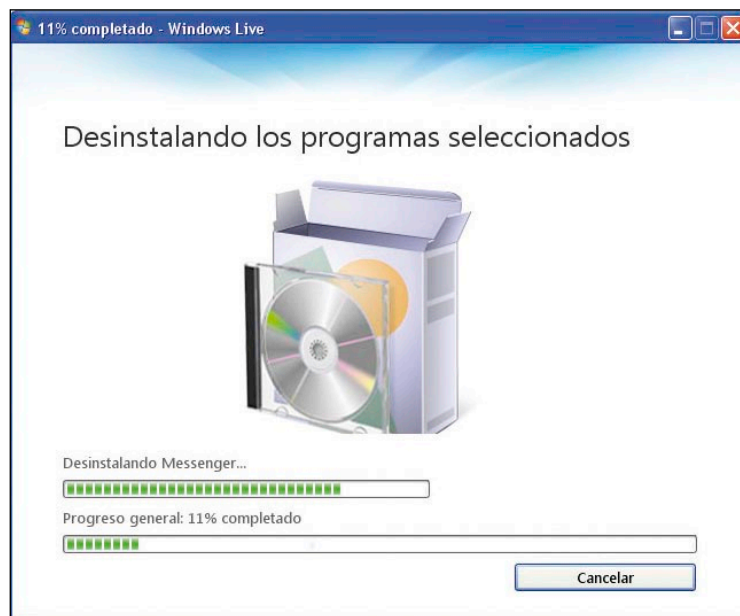 11% completado - Windows Live
Desinstalando los programas seleccionados
Desinstalando Messenger...
Progreso general: 11% completado
Cancelar